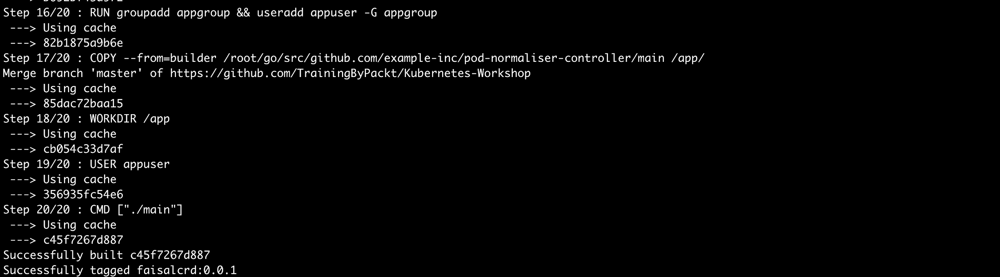 Step 16/20 : RUN groupadd appgroup && useradd appuser -G appgroup
---> Using cache
---> 82b1875a9b6e
Step 17/20 : COPY --from=builder /root/go/src/github.com/example-inc/pod-normaliser-controller/main /app/
Merge branch 'master' of https://github.com/TrainingByPackt/Kubernetes-Workshop
---> Using cache
---> 85dac72baa15
Step 18/20 : WORKDIR /app
---> Using cache
---> cb054c33d7af
Step 19/20 : USER appuser
---> Using cache
---> 356935fc54e6
Step 20/20 : CMD ["./main"]
---> Using cache
---> c45f7267d887
Successfully built c45f7267d887
Successfully tagged faisalcrd:0.0.1